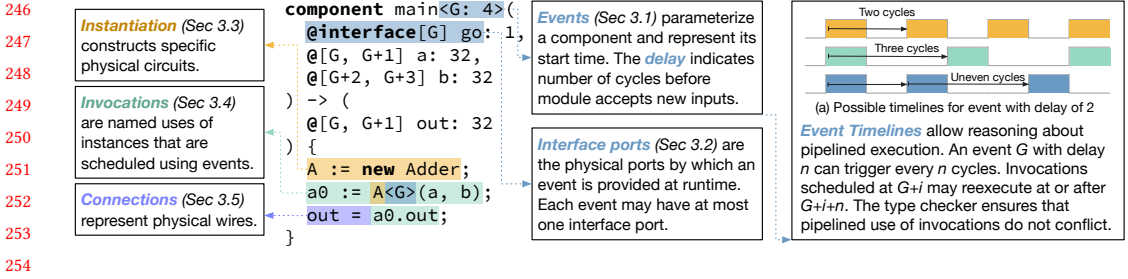 246
247
248
249
250
251
252
253
254
Instantiation (Sec 3.3)
constructs specific
physical circuits.
Invocations (Sec 3.4)
are named uses of
instances that are
scheduled using events.
Connections (Sec 3.5)
represent physical wires.
component main<G: 4>(
@interface[G] go: 1,
@[G, G+1] a: 32,
@[G+2, G+3] b: 32
) -> (
@[G, G+1] out: 32
) {
A := new Adder;
a0 := A<G>(a, b);
out = a0.out;
}
Events (Sec 3.1) parameterize
a component and represent its
start time. The delay indicates
number of cycles before
module accepts new inputs.
Interface ports (Sec 3.2) are
the physical ports by which an
event is provided at runtime.
Each event may have at most
one interface port.
Two cycles
Three cycles
Uneven cycles
(a) Possible timelines for event with delay of 2
Event Timelines allow reasoning about
pipelined execution. An event G with delay
n can trigger every n cycles. Invocations
scheduled at G+i may reexecute at or after
G+i+n. The type checker ensures that
pipelined use of invocations do not conflict.